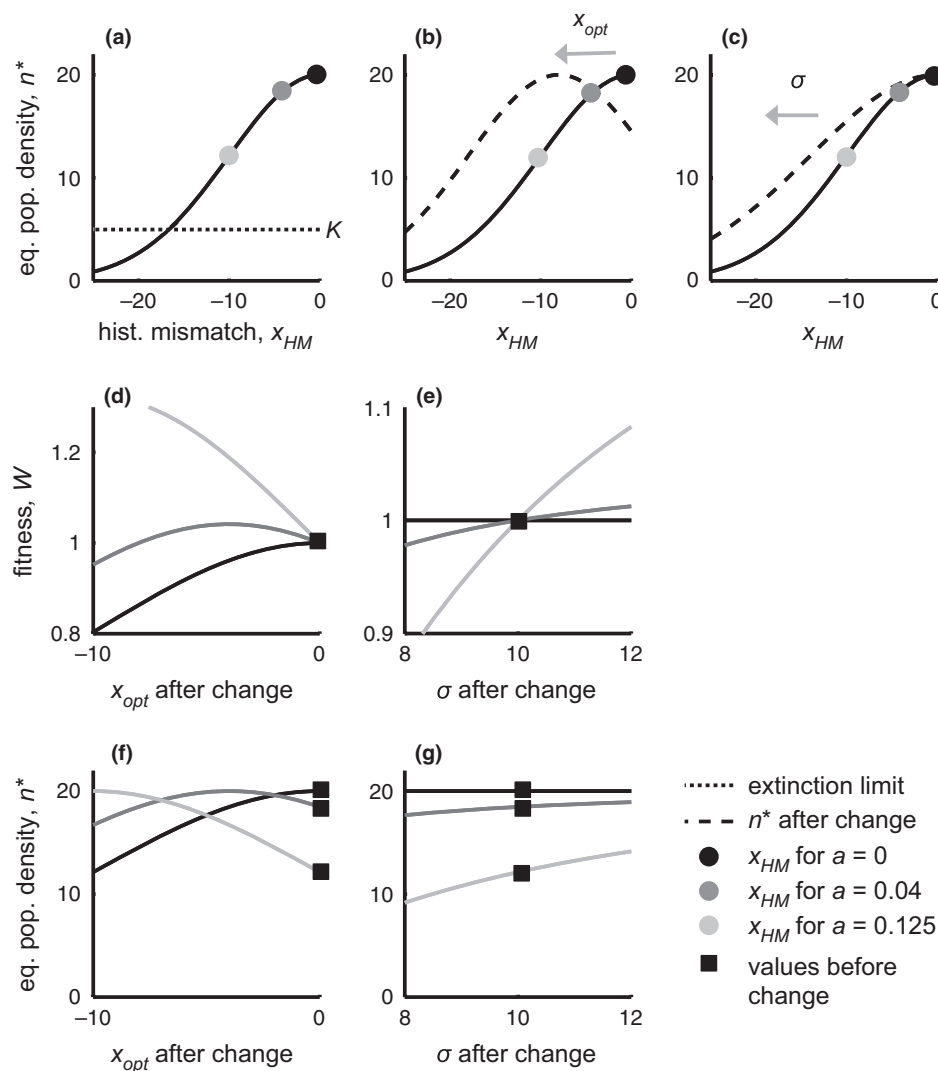 (a)
(b)
(c)
x_opt
σ
eq. pop. density, n*
20
10
0
K
−20
−10
0
hist. mismatch, x_HM
20
10
0
−20
−10
0
x_HM
20
10
0
−20
−10
0
x_HM
(d)
(e)
fitness, W
1.2
1
0.8
−10
0
x_opt after change
1.1
1
0.9
8
10
12
σ after change
(f)
(g)
eq. pop. density, n*
20
10
0
−10
0
x_opt after change
20
10
0
8
10
12
σ after change
extinction limit
n* after change
x_HM for a = 0
x_HM for a = 0.04
x_HM for a = 0.125
values before
change